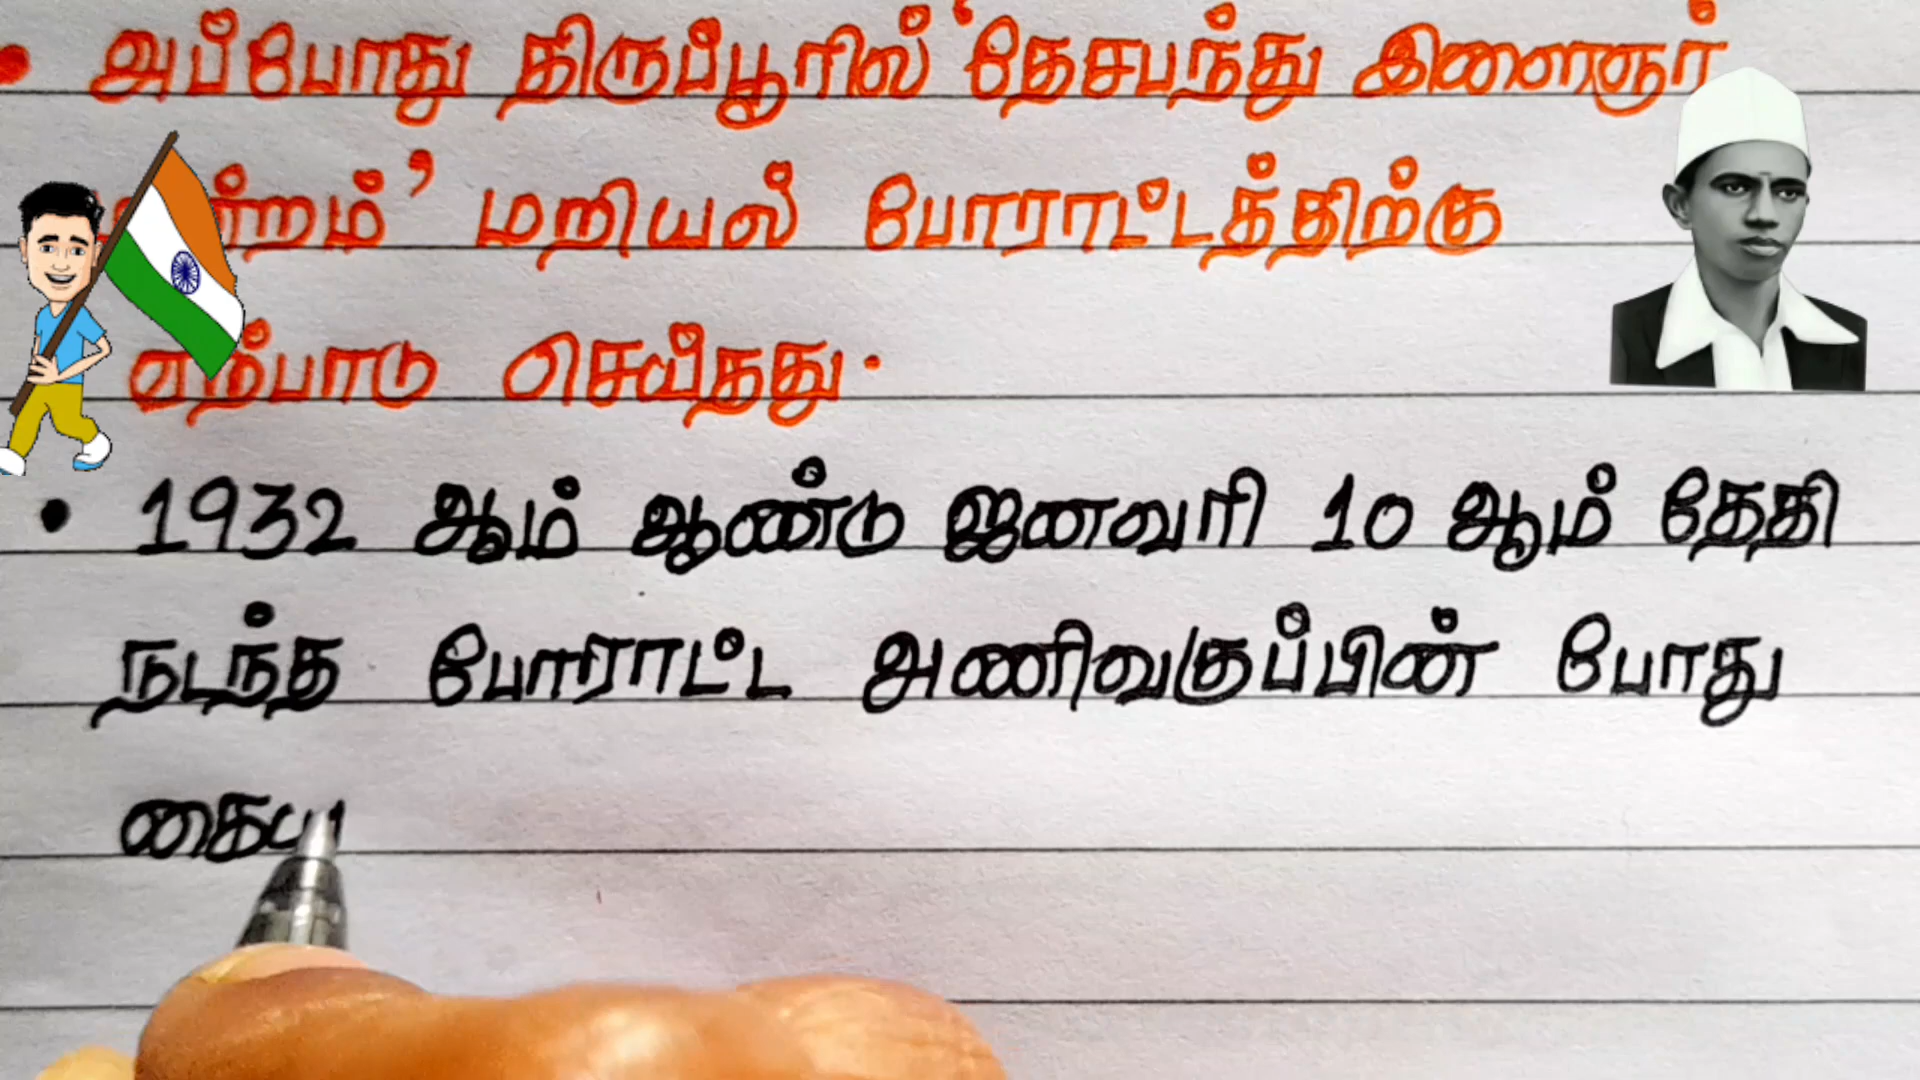 • அப்போது திருப்பூரில் 'தேசபந்து இளைஞர்
மன்றம்' மறியல் போராட்டத்திற்கு
ஏற்பாடு செய்தது.
• 1932 ஆம் ஆண்டு ஜனவரி 10 ஆம் தேதி
நடந்த போராட்ட அணிவகுப்பின் போது